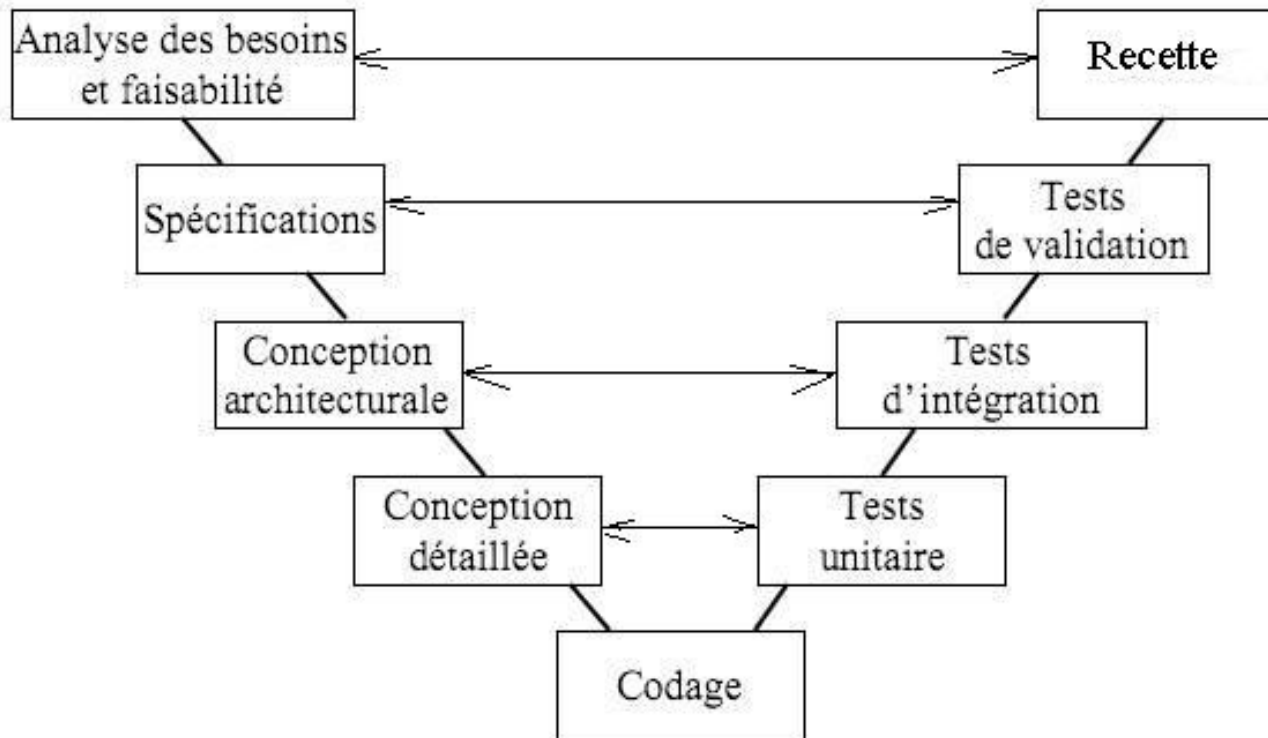 Analyse des besoins
et faisabilité
Recette
Spécifications
Tests
de validation
Conception
architecturale
Tests
d'intégration
Conception
détaillée
Tests
unitaire
Codage